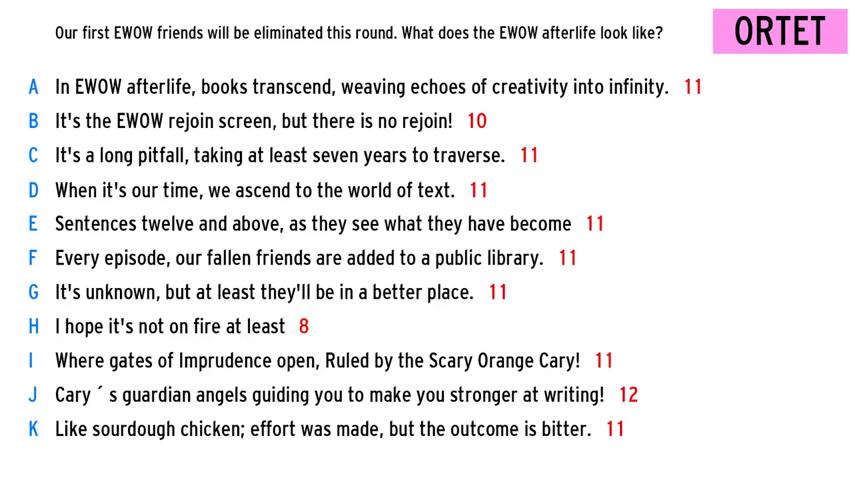 Our first EWOW friends will be eliminated this round. What does the EWOW afterlife look like?
ORTET
A In EWOW afterlife, books transcend, weaving echoes of creativity into infinity. 11
B It's the EWOW rejoin screen, but there is no rejoin! 10
C It's a long pitfall, taking at least seven years to traverse. 11
D When it's our time, we ascend to the world of text. 11
E Sentences twelve and above, as they see what they have become 11
F Every episode, our fallen friends are added to a public library. 11
G It's unknown, but at least they'll be in a better place. 11
H I hope it's not on fire at least 8
I Where gates of Imprudence open, Ruled by the Scary Orange Cary! 11
J Cary ´ s guardian angels guiding you to make you stronger at writing! 12
K Like sourdough chicken; effort was made, but the outcome is bitter. 11